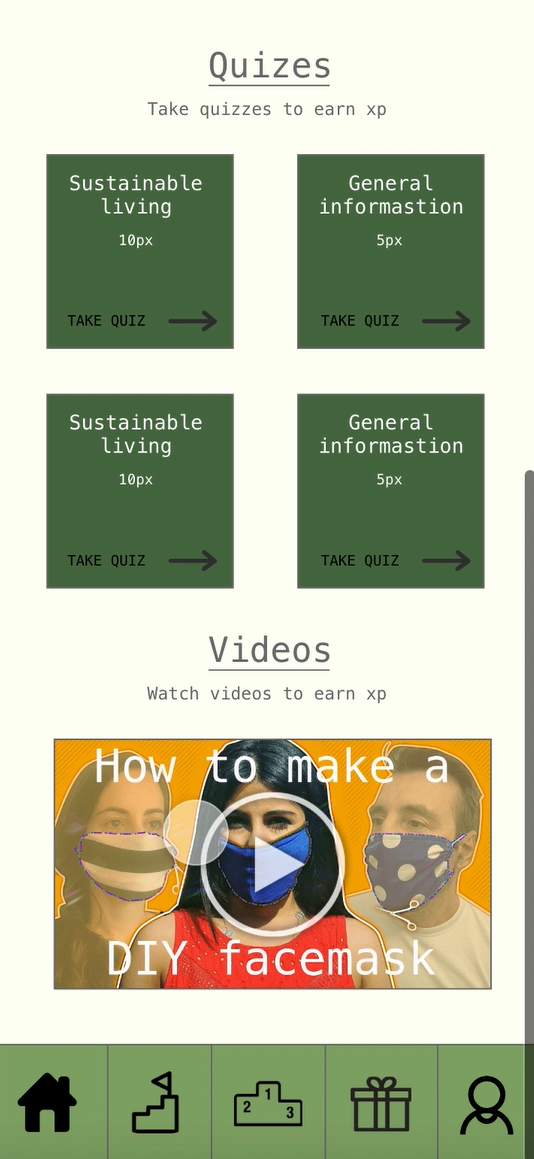 Quizes
Take quizzes to earn xp
Sustainable
living
10px
TAKE QUIZ
General
informastion
5px
TAKE QUIZ
Sustainable
living
10px
TAKE QUIZ
General
informastion
5px
TAKE QUIZ
Videos
Watch videos to earn xp
How to make a
DIY facemask
2 1 3